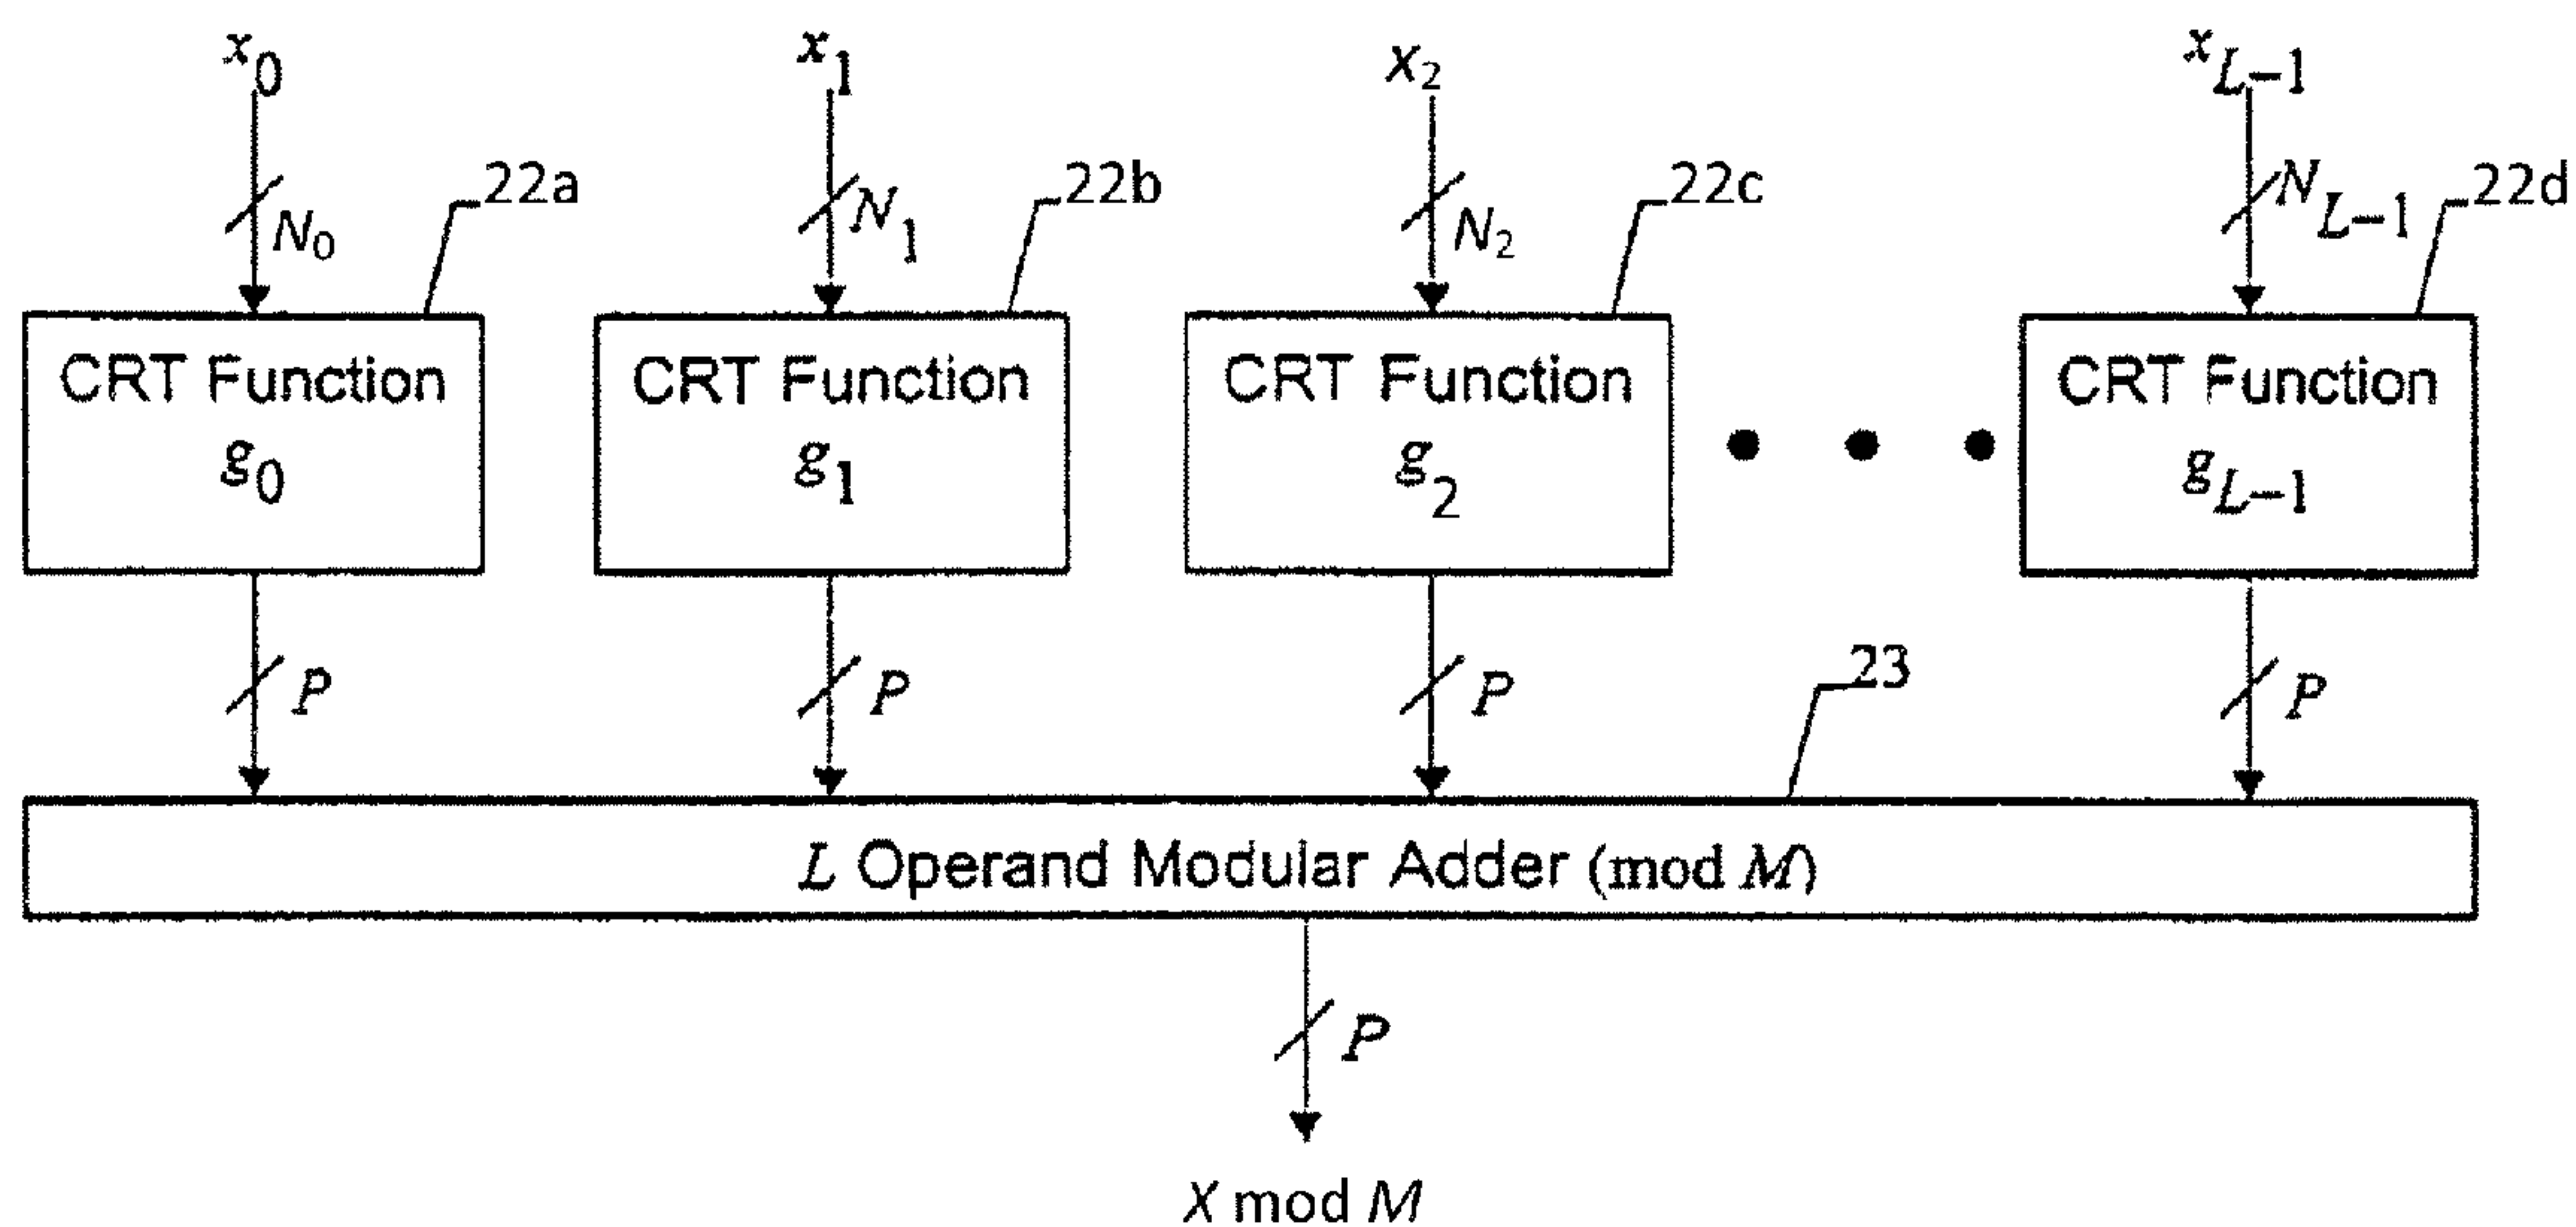 x0 x1 x2 xL−1
22a 22b 22c 22d
N0 N1 N2 NL−1
CRT Function CRT Function CRT Function CRT Function
g0 g1 g2 • • • gL−1
23
P P P P
L Operand Modular Adder (mod M)
P
X mod M